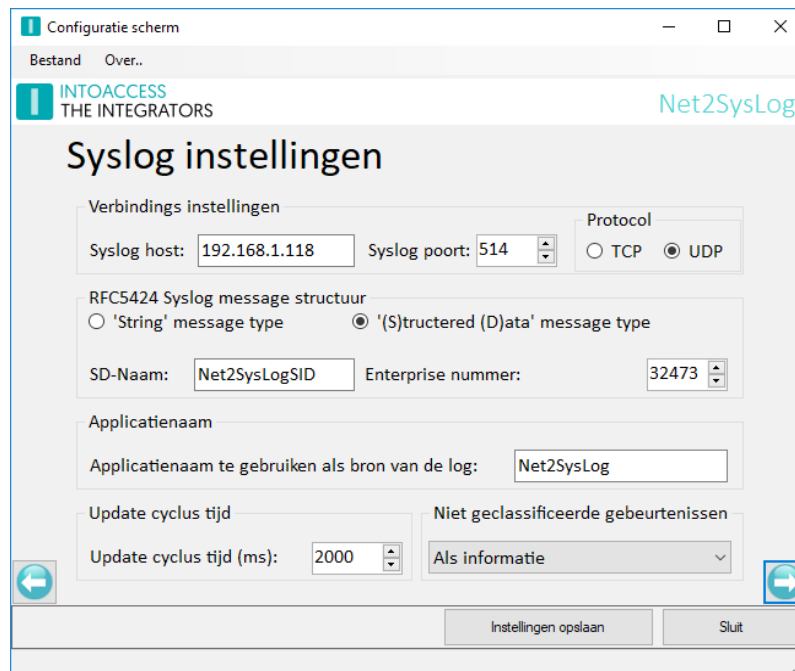 Configuratie scherm
Bestand Over..
INTOACCESS
THE INTEGRATORS
Net2SysLog
Syslog instellingen
Verbindings instellingen
Protocol
Syslog host: 192.168.1.118 Syslog poort: 514 TCP UDP
RFC5424 Syslog message structuur
'String' message type '(S)tructured (D)ata' message type
SD-Naam: Net2SysLogSID Enterprise nummer: 32473
Applicatienaam
Applicatienaam te gebruiken als bron van de log: Net2SysLog
Update cyclus tijd Niet geclassificeerde gebeurtenissen
Update cyclus tijd (ms): 2000 Als informatie
Instellingen opslaan Sluit